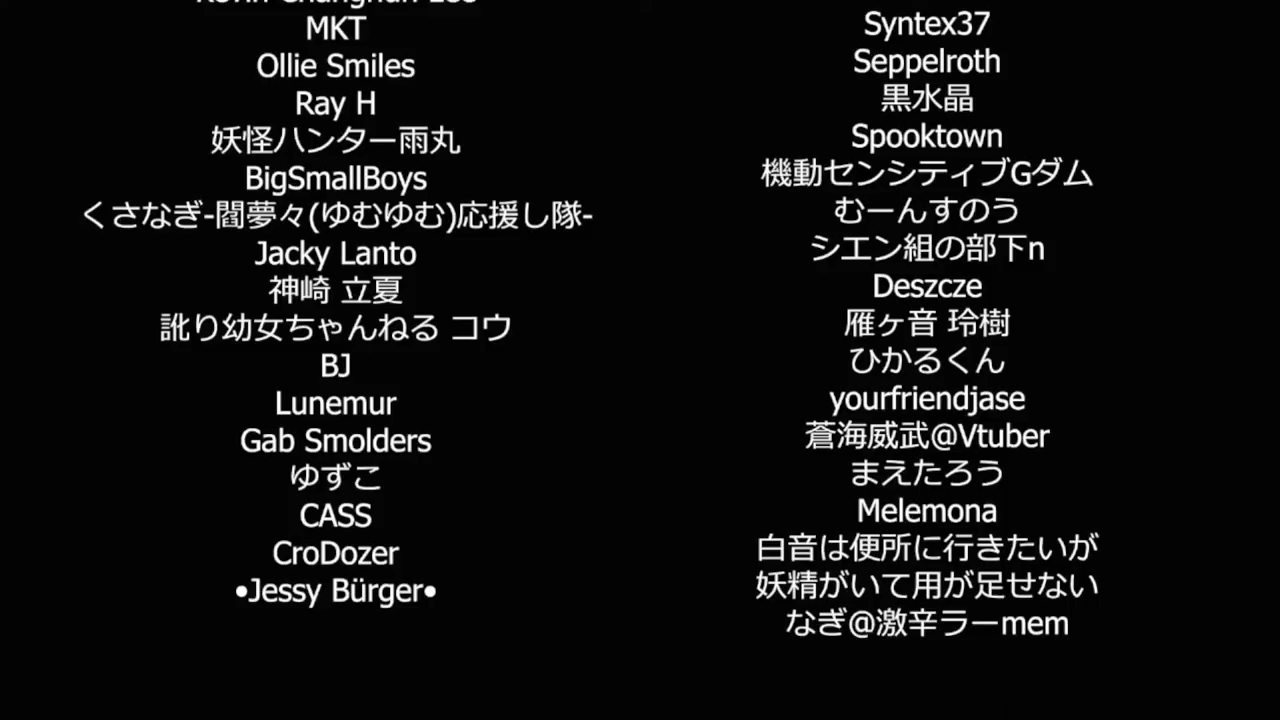 MKT
Ollie Smiles
Ray H
妖怪ハンター雨丸
BigSmallBoys
くさなぎ-閻夢々(ゆむゆむ)応援し隊-
Jacky Lanto
神崎 立夏
訛り幼女ちゃんねる コウ
BJ
Lunemur
Gab Smolders
ゆずこ
CASS
CroDozer
•Jessy Bürger•
Syntex37
Seppelroth
黒水晶
Spooktown
機動センシティブGダム
むーんすのう
シエン組の部下n
Deszcze
雁ヶ音 玲樹
ひかるくん
yourfriendjase
蒼海威武@Vtuber
まえたろう
Melemona
白音は便所に行きたいが
妖精がいて用が足せない
なぎ@激辛ラーmem